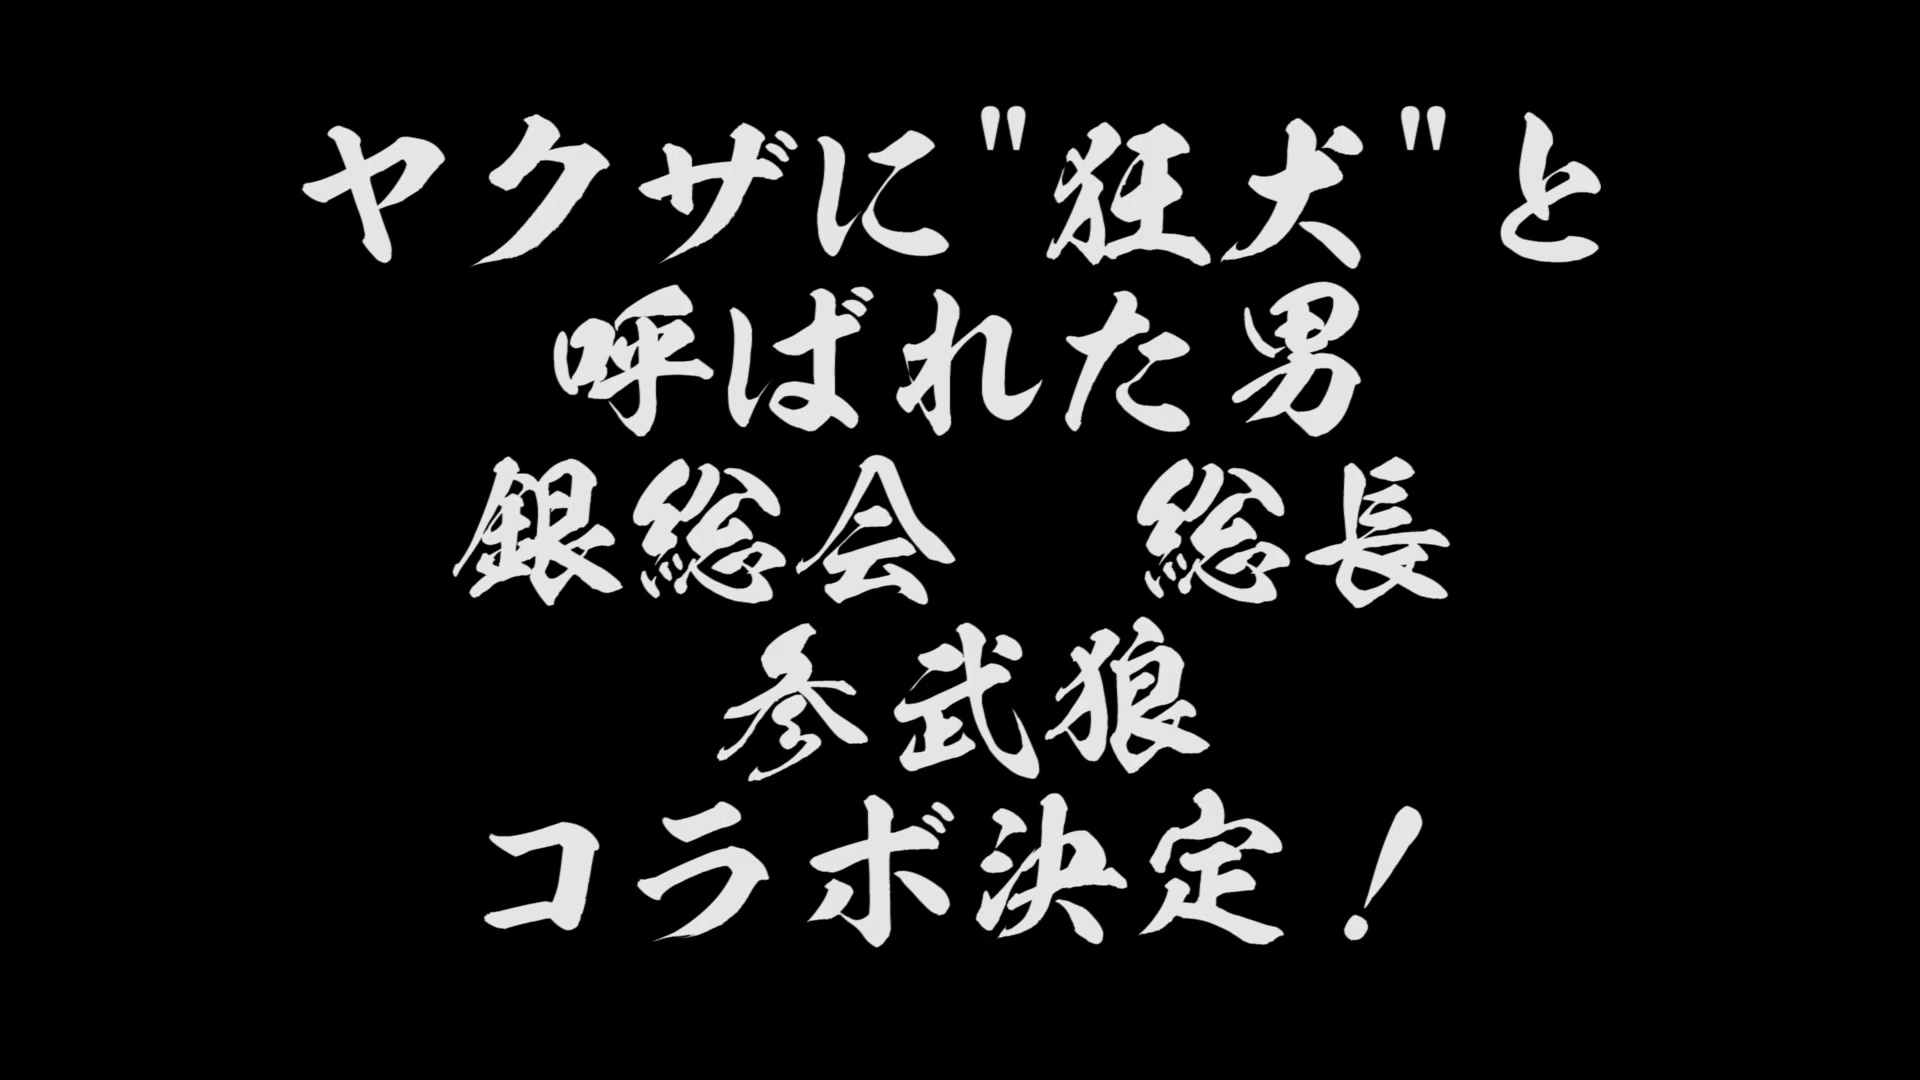 ヤクザに"狂犬"と
呼ばれた男
銀総会　総長
参武狼
コラボ決定！